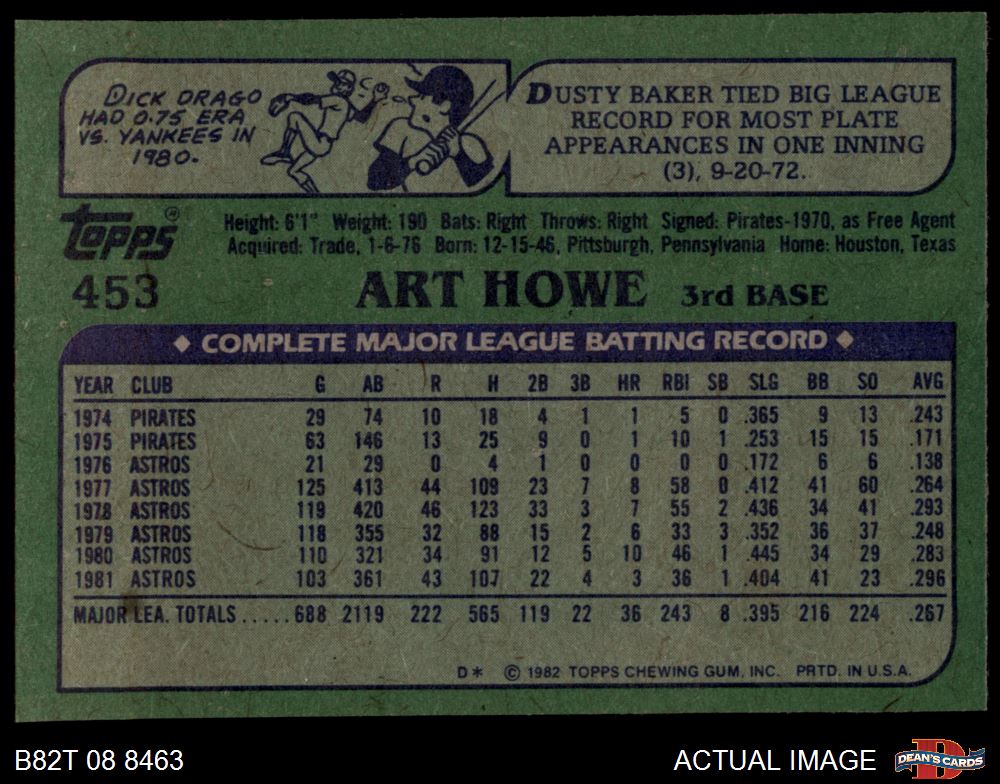 DICK DRAGO
HAD 0.75 ERA
VS. YANKEES IN
1980.
DUSTY BAKER TIED BIG LEAGUE
RECORD FOR MOST PLATE
APPEARANCES IN ONE INNING
(3), 9-20-72.
topps®
453
Height: 6'1" Weight: 190 Bats: Right Throws: Right Signed: Pirates-1970, as Free Agent
Acquired: Trade, 1-6-76 Born: 12-15-46, Pittsburgh, Pennsylvania Home: Houston, Texas
ART HOWE 3rd BASE
◆ COMPLETE MAJOR LEAGUE BATTING RECORD ◆
YEAR CLUB G AB R H 2B 3B HR RBI SB SLG BB SO AVG
1974 PIRATES 29 74 10 18 4 1 1 5 0 .365 9 13 .243
1975 PIRATES 63 146 13 25 9 0 1 10 1 .253 15 15 .171
1976 ASTROS 21 29 0 4 1 0 0 0 0 .172 6 6 .138
1977 ASTROS 125 413 44 109 23 7 8 58 0 .412 41 60 .264
1978 ASTROS 119 420 46 123 33 3 7 55 2 .436 34 41 .293
1979 ASTROS 118 355 32 88 15 2 6 33 3 .352 36 37 .248
1980 ASTROS 110 321 34 91 12 5 10 46 1 .445 34 29 .283
1981 ASTROS 103 361 43 107 22 4 3 36 1 .404 41 23 .296
MAJOR LEA. TOTALS.....688 2119 222 565 119 22 36 243 8 .395 216 224 .267
D* © 1982 TOPPS CHEWING GUM, INC. PRTD. IN U.S.A.
B82T 08 8463
ACTUAL IMAGE
D
DEAN'S CARDS